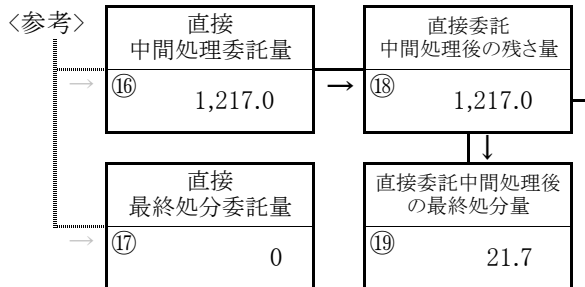 〈参考〉
直接
中間処理委託量
⑯
1,217.0
→
→
直接委託
中間処理後の残さ量
⑱
1,217.0
↓
直接
最終処分委託量
→
⑰
0
直接委託中間処理後
の最終処分量
⑲
21.7